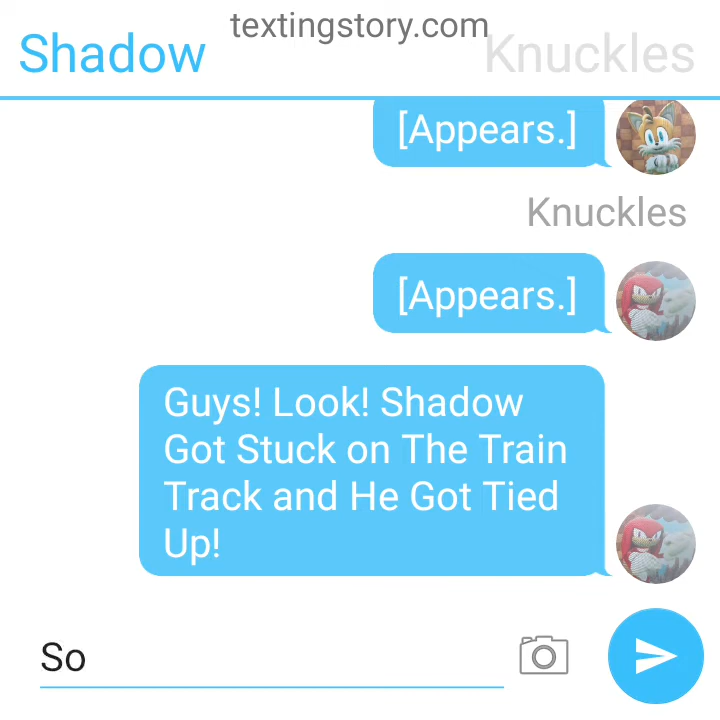 textingstory.com
Shadow
Knuckles
[Appears.]
Knuckles
[Appears.]
Guys! Look! Shadow
Got Stuck on The Train
Track and He Got Tied
Up!
So